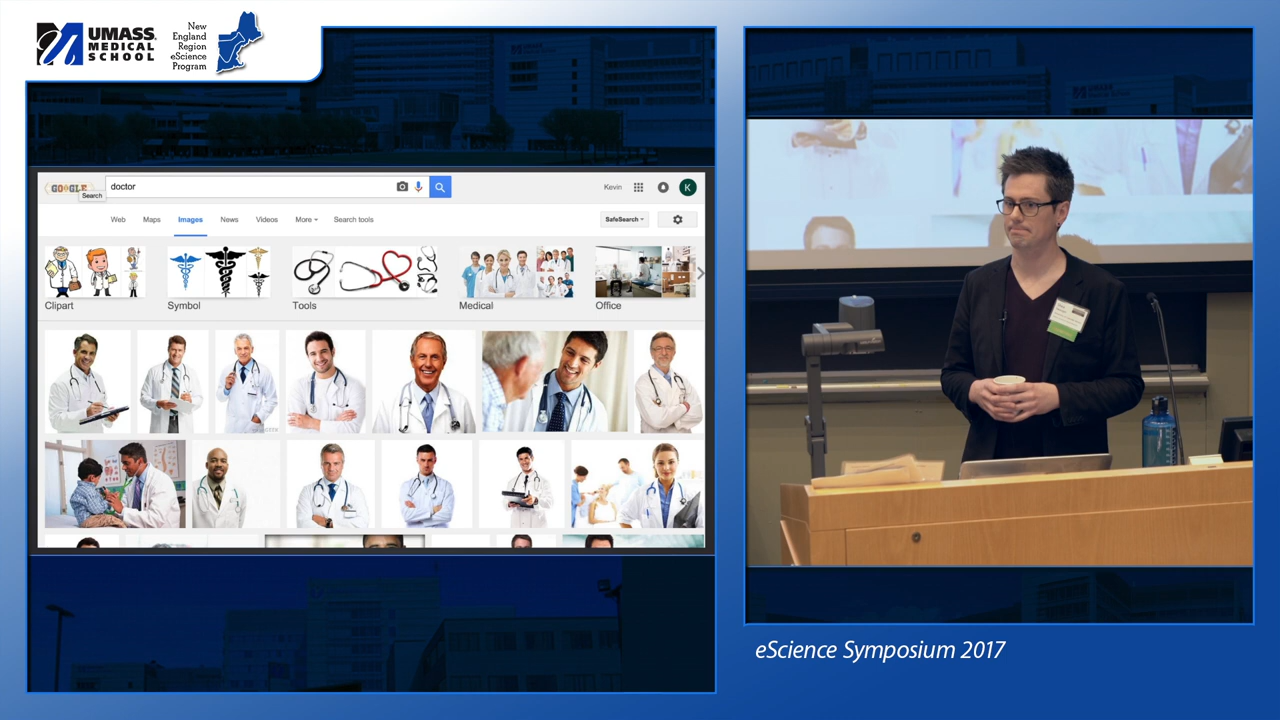 UMASS
MEDICAL
SCHOOL
New
England
Region
eScience
Program
GOOGLE
Search
doctor
Kevin
K
Web Maps Images News Videos More Search tools
SafeSearch
Clipart Symbol Tools Medical Office
UMASS
eScience Symposium 2017